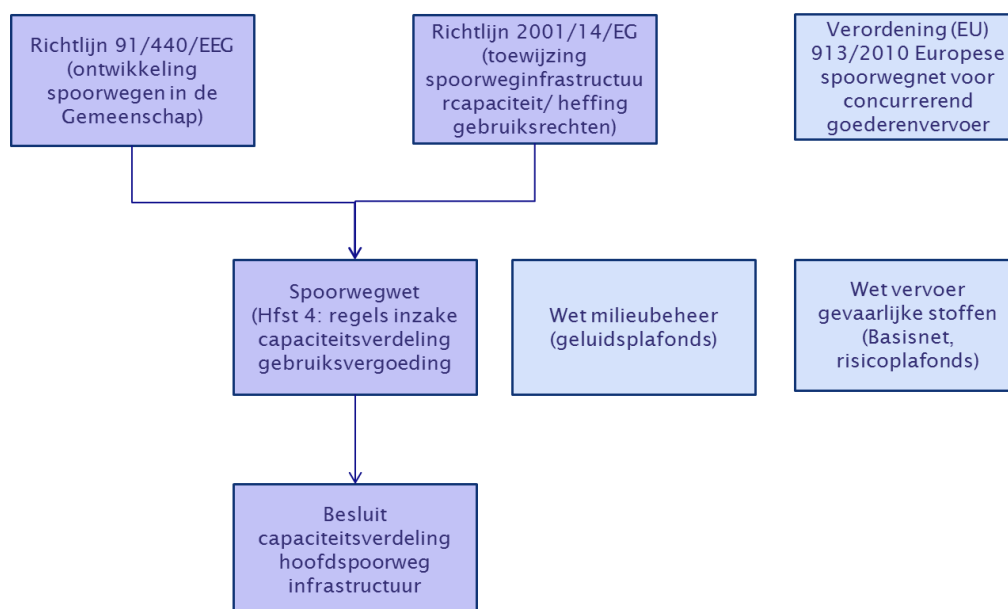 Richtlijn 91/440/EEG
(ontwikkeling
spoorwegen in de
Gemeenschap)
Richtlijn 2001/14/EG
(toewijzing
spoorweginfrastructuu
rcapaciteit/ heffing
gebruiksrechten)
Verordening (EU)
913/2010 Europese
spoorwegnet voor
concurrerend
goederenvervoer
Spoorwegwet
(Hfst 4: regels inzake
capaciteitsverdeling
gebruiksvergoeding
Wet milieubeheer
(geluidsplafonds)
Wet vervoer
gevaarlijke stoffen
(Basisnet,
risicoplafonds)
Besluit
capaciteitsverdeling
hoofdspoorweg
infrastructuur